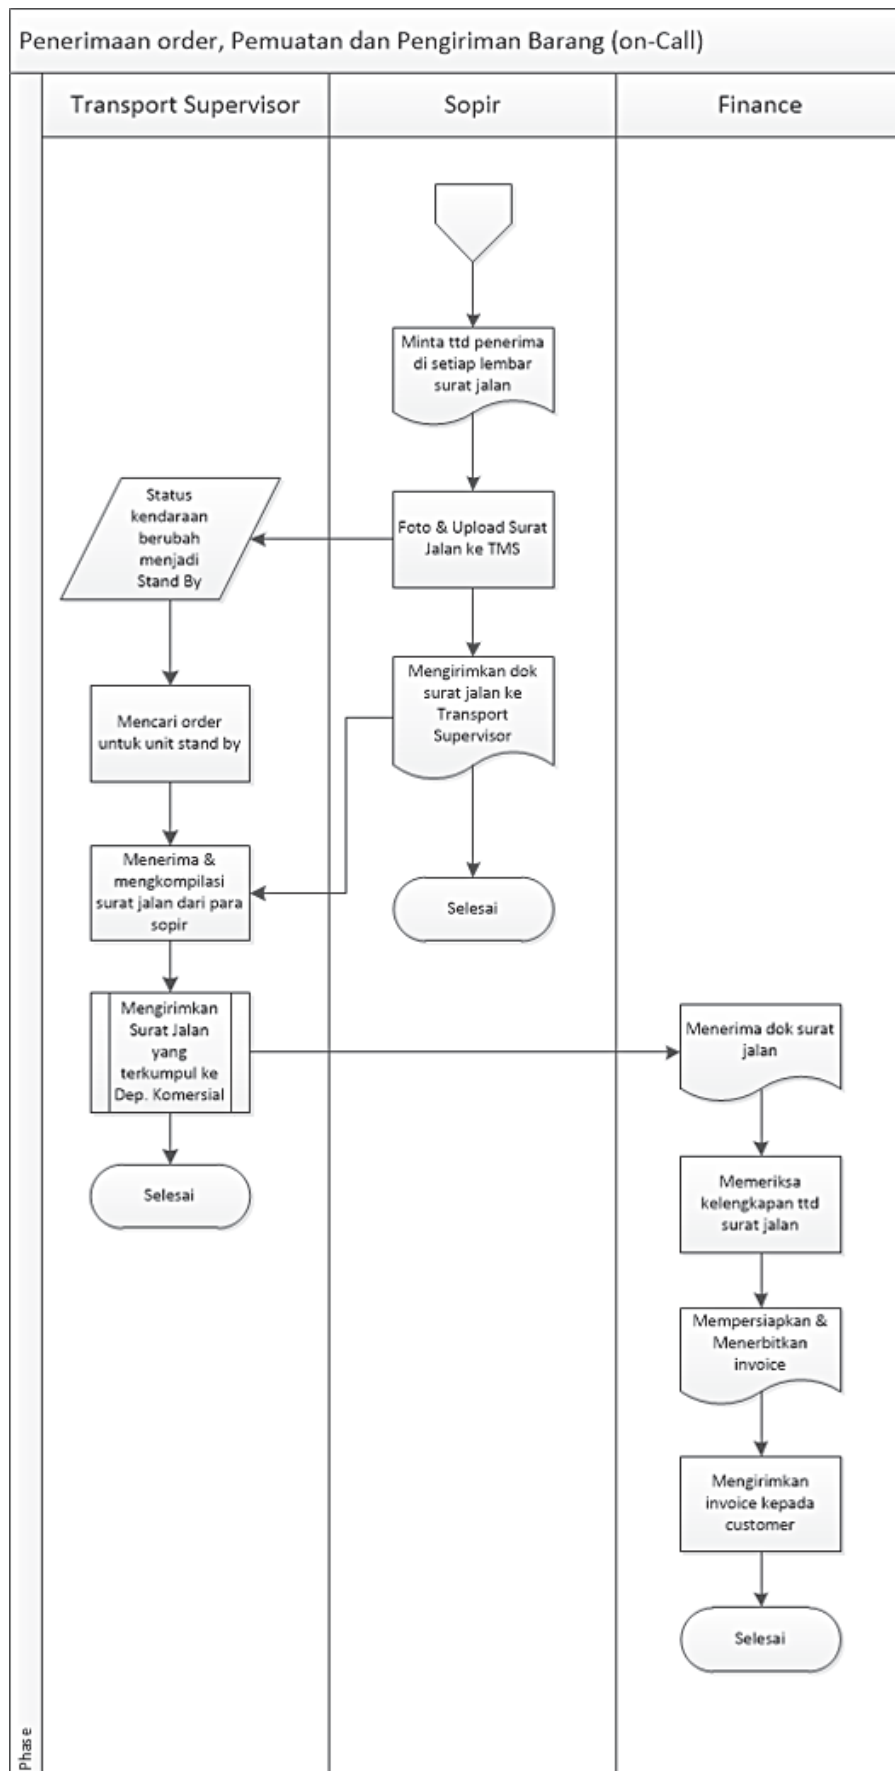 Penerimaan order, Pemuatan dan Pengiriman Barang (on-Call)
Transport Supervisor
Sopir
Finance
Minta ttd penerima
di setiap lembar
surat jalan
Foto & Upload Surat
Jalan ke TMS
Status
kendaraan
berubah
menjadi
Stand By
Mengirimkan dok
surat jalan ke
Transport
Supervisor
Mencari order
untuk unit stand by
Menerima &
mengkompilasi
surat jalan dari para
sopir
Selesai
Mengirimkan
Surat Jalan
yang
terkumpul ke
Dep. Komersial
Menerima dok surat
jalan
Selesai
Memeriksa
kelengkapan ttd
surat jalan
Mempersiapkan &
Menerbitkan
invoice
Mengirimkan
invoice kepada
customer
Selesai
Phase